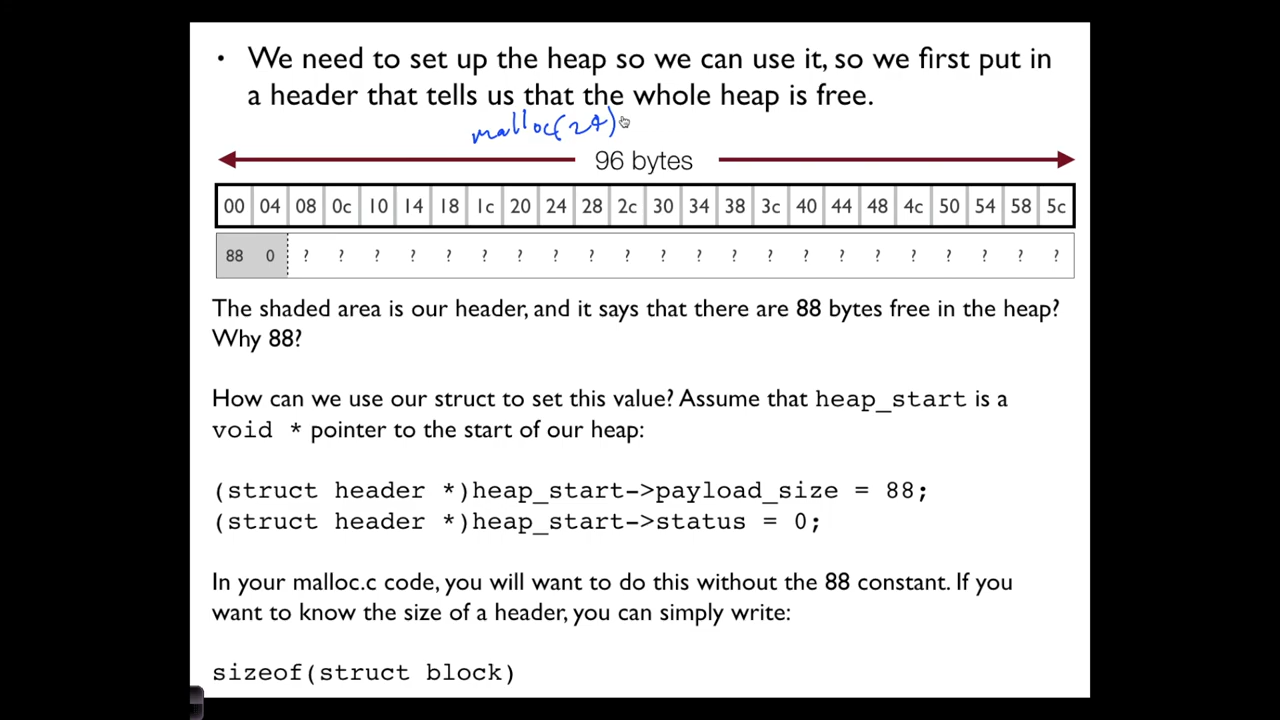 • We need to set up the heap so we can use it, so we first put in
a header that tells us that the whole heap is free.
malloc(24)
96 bytes
00 04 08 0c 10 14 18 1c 20 24 28 2c 30 34 38 3c 40 44 48 4c 50 54 58 5c
88 0 ? ? ? ? ? ? ? ? ? ? ? ? ? ? ? ? ? ? ? ? ? ?
The shaded area is our header, and it says that there are 88 bytes free in the heap?
Why 88?
How can we use our struct to set this value? Assume that heap_start is a
void * pointer to the start of our heap:
(struct header *)heap_start->payload_size = 88;
(struct header *)heap_start->status = 0;
In your malloc.c code, you will want to do this without the 88 constant. If you
want to know the size of a header, you can simply write:
sizeof(struct block)